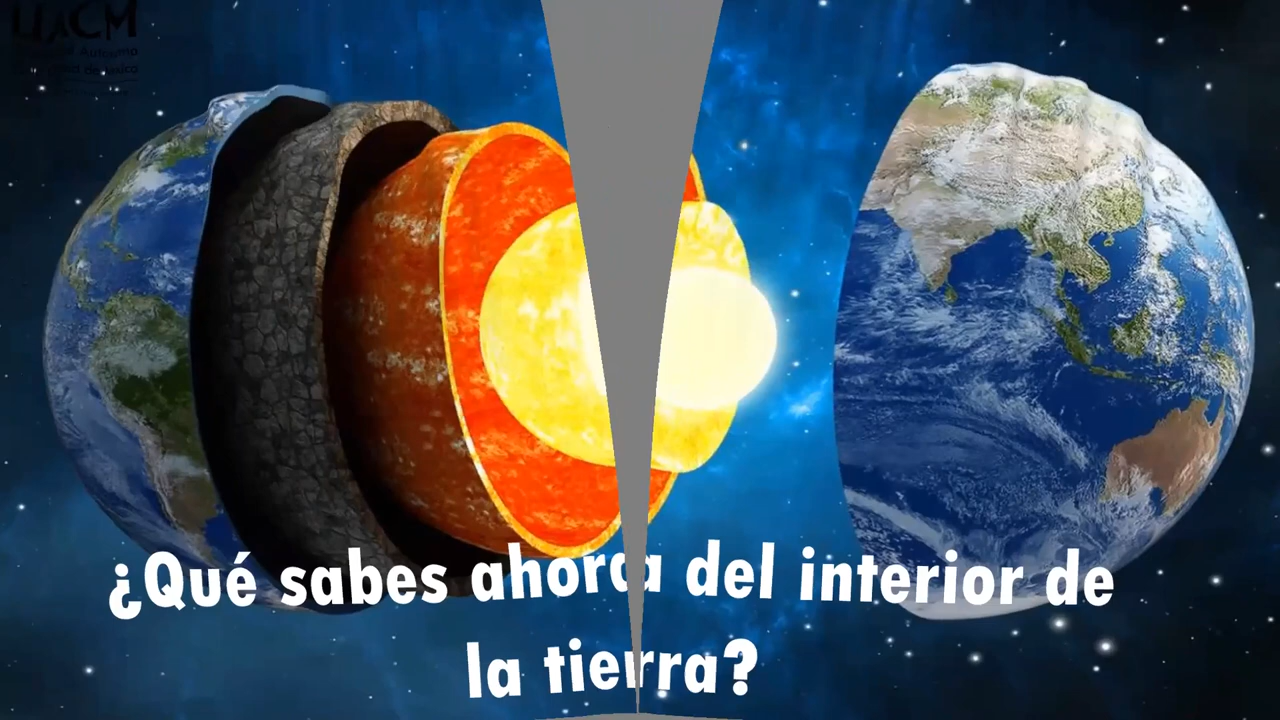 UACM
¿Qué sabes ahora del interior de
la tierra?